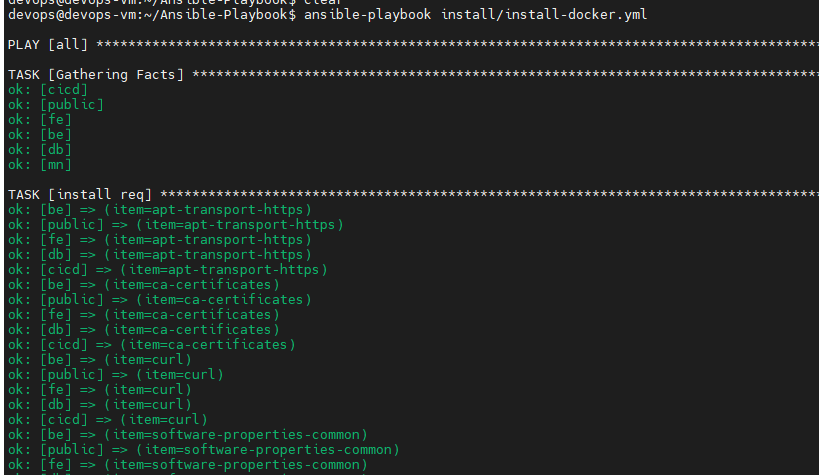 devops@devops-vm:~/Ansible-Playbook$ clear
devops@devops-vm:~/Ansible-Playbook$ ansible-playbook install/install-docker.yml
PLAY [all] *******************************************************************************************
TASK [Gathering Facts] *******************************************************************************
ok: [cicd]
ok: [public]
ok: [fe]
ok: [be]
ok: [db]
ok: [mn]
TASK [install req] ***********************************************************************************
ok: [be] => (item=apt-transport-https)
ok: [public] => (item=apt-transport-https)
ok: [fe] => (item=apt-transport-https)
ok: [db] => (item=apt-transport-https)
ok: [cicd] => (item=apt-transport-https)
ok: [be] => (item=ca-certificates)
ok: [public] => (item=ca-certificates)
ok: [fe] => (item=ca-certificates)
ok: [db] => (item=ca-certificates)
ok: [cicd] => (item=ca-certificates)
ok: [be] => (item=curl)
ok: [public] => (item=curl)
ok: [fe] => (item=curl)
ok: [db] => (item=curl)
ok: [cicd] => (item=curl)
ok: [be] => (item=software-properties-common)
ok: [public] => (item=software-properties-common)
ok: [fe] => (item=software-properties-common)